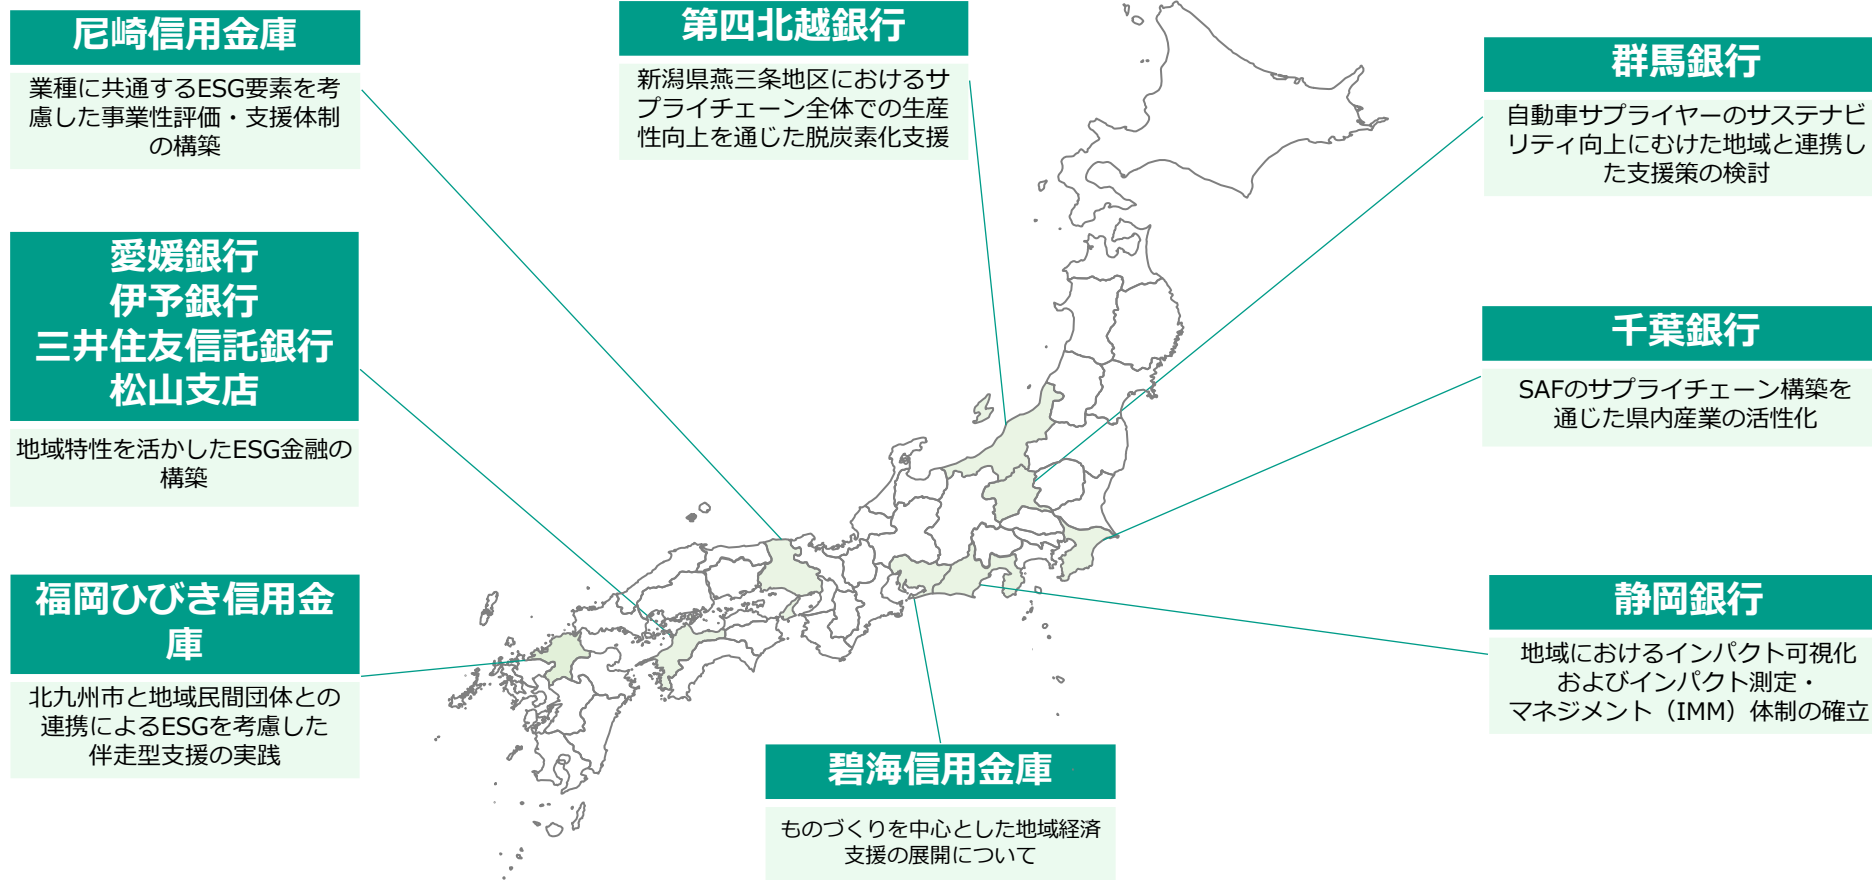 尼崎信用金庫
業種に共通するESG要素を考
慮した事業性評価・支援体制
の構築
第四北越銀行
新潟県燕三条地区におけるサ
プライチェーン全体での生産
性向上を通じた脱炭素化支援
群馬銀行
自動車サプライヤーのサステナビ
リティ向上にむけた地域と連携し
た支援策の検討
愛媛銀行
伊予銀行
三井住友信託銀行
松山支店
地域特性を活かしたESG金融の
構築
千葉銀行
SAFのサプライチェーン構築を
通じた県内産業の活性化
福岡ひびき信用金
庫
北九州市と地域民間団体との
連携によるESGを考慮した
伴走型支援の実践
静岡銀行
地域におけるインパクト可視化
およびインパクト測定・
マネジメント（IMM）体制の確立
碧海信用金庫
ものづくりを中心とした地域経済
支援の展開について